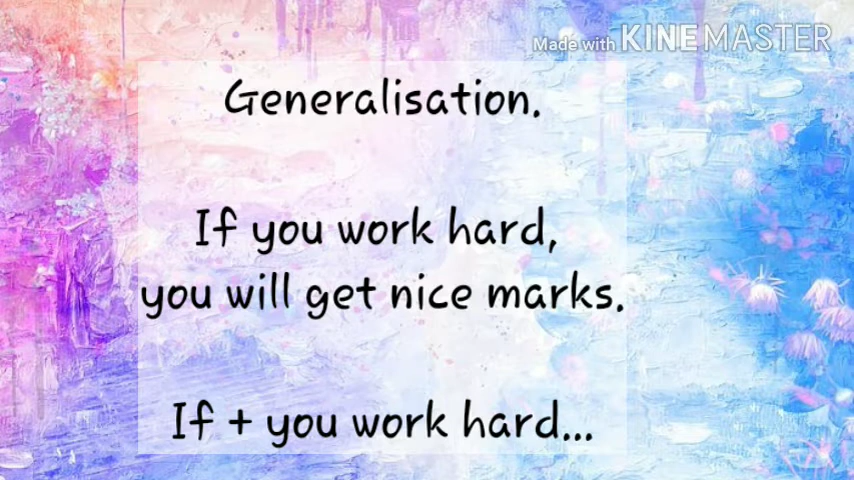 Made with KINEMASTER
Generalisation.
If you work hard,
you will get nice marks.
If + you work hard...